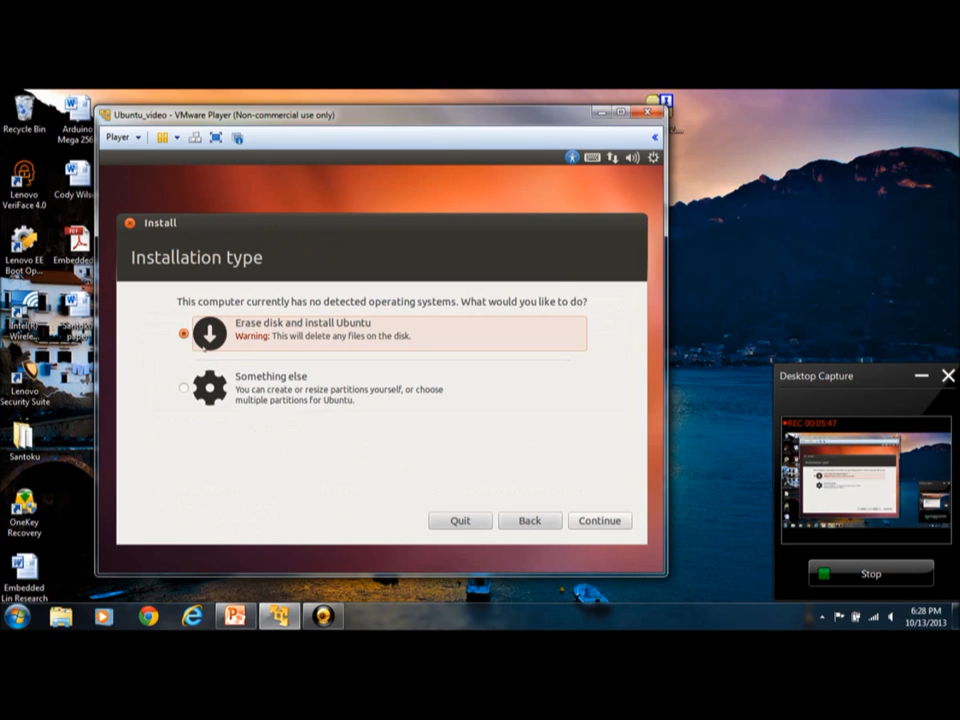 Ubuntu_video - VMware Player (Non-commercial use only)
Player
Install
Installation type
This computer currently has no detected operating systems. What would you like to do?
Erase disk and install Ubuntu
Warning: This will delete any files on the disk.
Something else
You can create or resize partitions yourself, or choose
multiple partitions for Ubuntu.
Quit
Back
Continue
Recycle Bin
Arduino
Mega 256
Lenovo
VeriFace 4.0
Cody Wils
Lenovo EE
Boot Op...
Embedded
Intel(R)
Wirele...
Santoku
paper
Lenovo
Security Suite
Santoku
OneKey
Recovery
Embedded
Lin Research
Desktop Capture
REC 00:05:47
Installation type
Stop
6:28 PM
10/13/2013